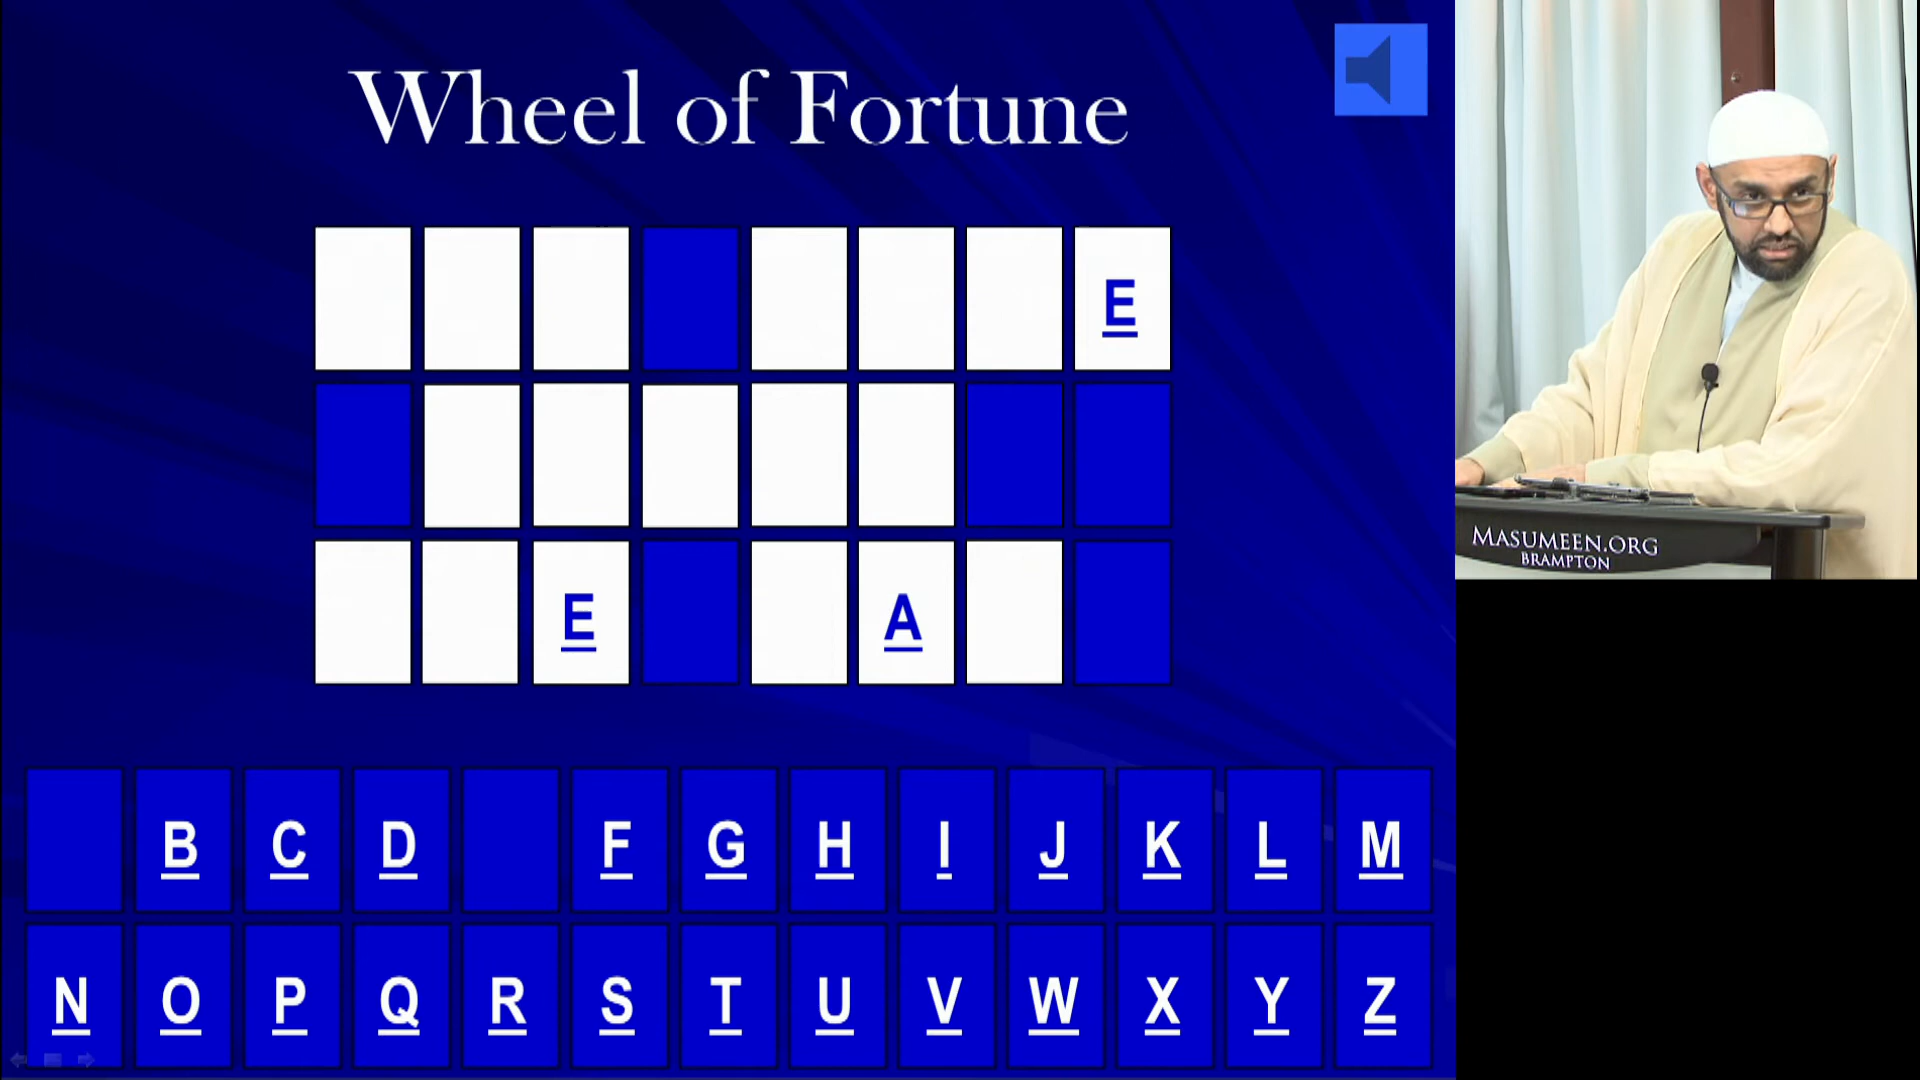 Wheel of Fortune
E
E A
B C D F G H I J K L M
N O P Q R S T U V W X Y Z
MASUMEEN.ORG
BRAMPTON